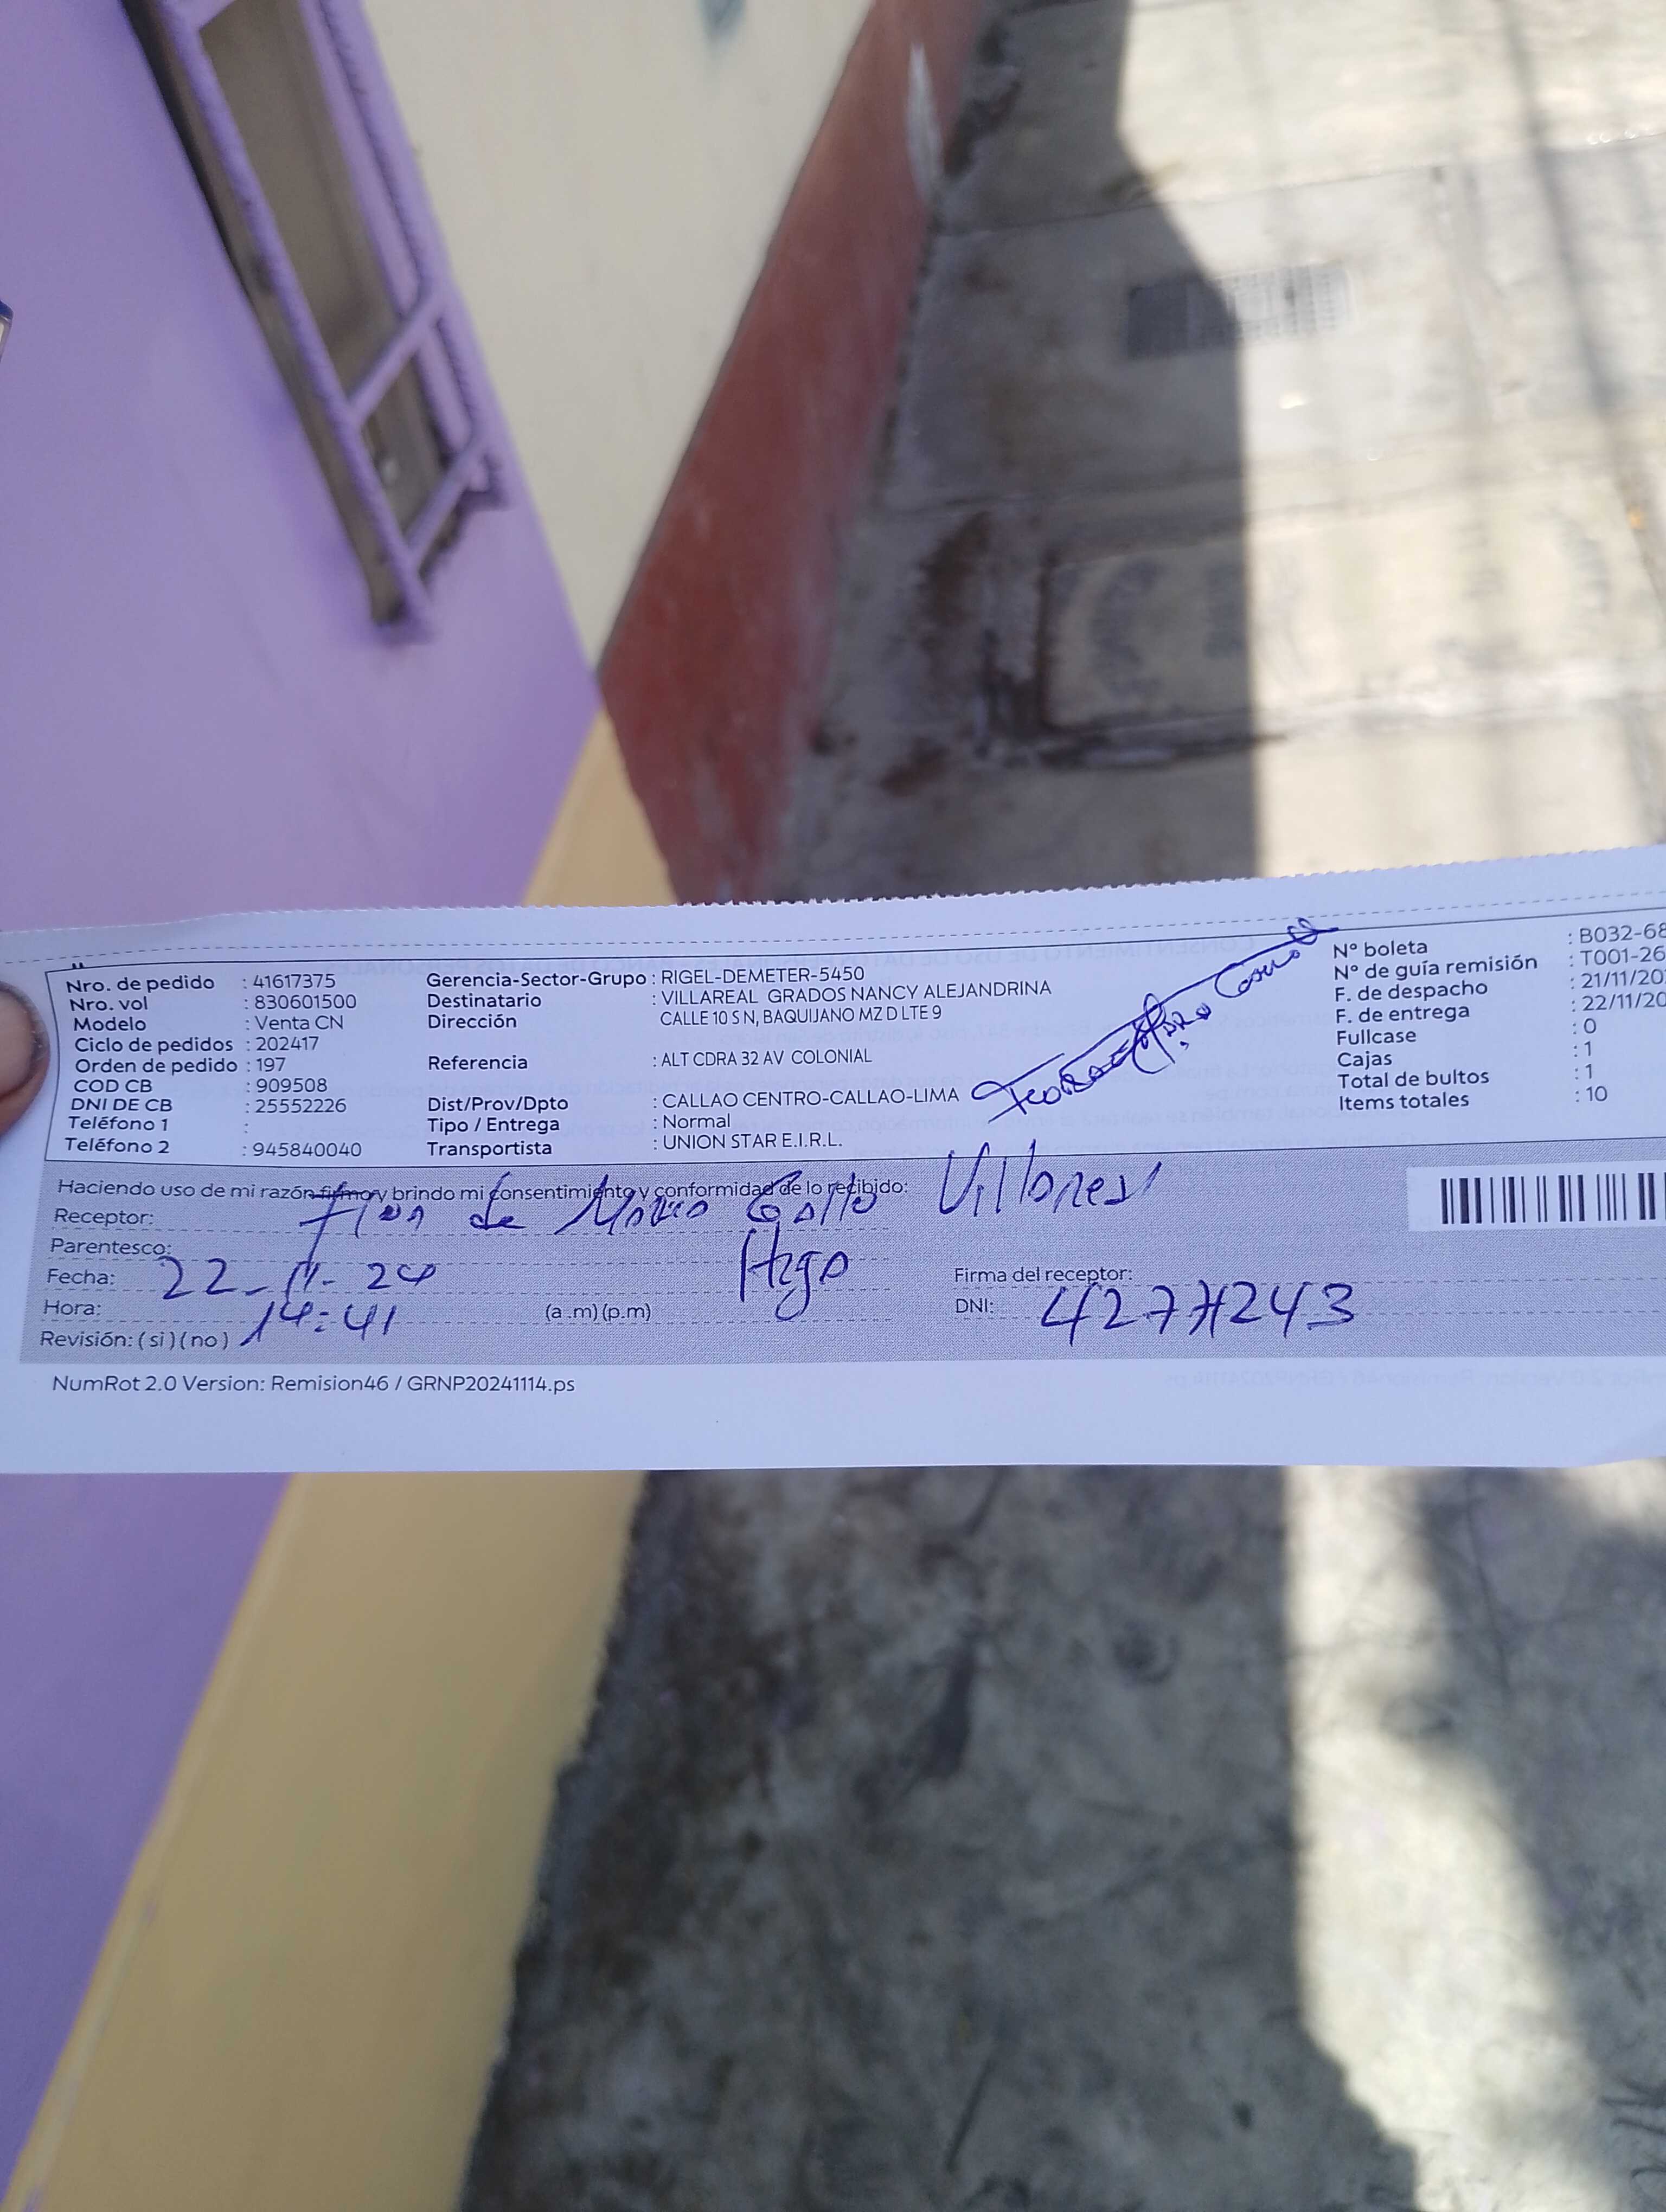 Nro. de pedido : 41617375
Nro. vol : 830601500
Modelo : Venta CN
Ciclo de pedidos : 202417
Orden de pedido : 197
COD CB : 909508
DNI DE CB : 25552226
Teléfono 1 :
Teléfono 2 : 945840040
Gerencia-Sector-Grupo : RIGEL-DEMETER-5450
Destinatario : VILLAREAL GRADOS NANCY ALEJANDRINA
Dirección CALLE 10 S N, BAQUIJANO MZ D LTE 9
Referencia : ALT CDRA 32 AV COLONIAL
Dist/Prov/Dpto : CALLAO CENTRO-CALLAO-LIMA
Tipo / Entrega : Normal
Transportista : UNION STAR E.I.R.L.
N° boleta : B032-68
N° de guía remisión : T001-26
F. de despacho : 21/11/20
F. de entrega : 22/11/20
Fullcase : 0
Cajas : 1
Total de bultos : 1
Items totales : 10
Haciendo uso de mi razón firmo y brindo mi consentimiento y conformidad de lo recibido:
Receptor: Flor de María Gallo Villones
Parentesco:
Fecha: 22-11-24
Hora: 14:41 (a.m) (p.m)
Revisión: ( si ) ( no )
Firma del receptor:
DNI:
NumRot 2.0 Version: Remision46 / GRNP20241114.ps